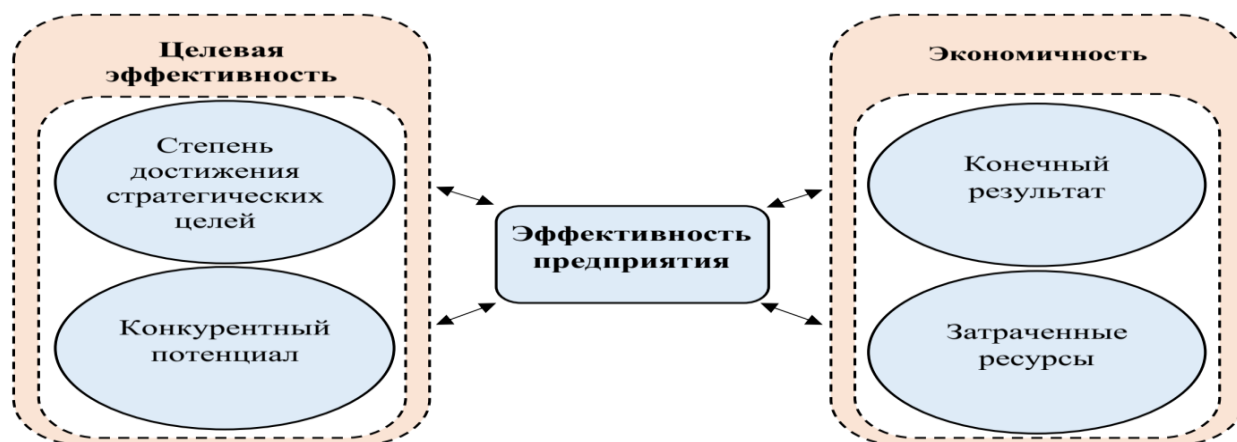 Целевая
эффективность
Степень
достижения
стратегических
целей
Конкурентный
потенциал
Эффективность
предприятия
Экономичность
Конечный
результат
Затраченные
ресурсы